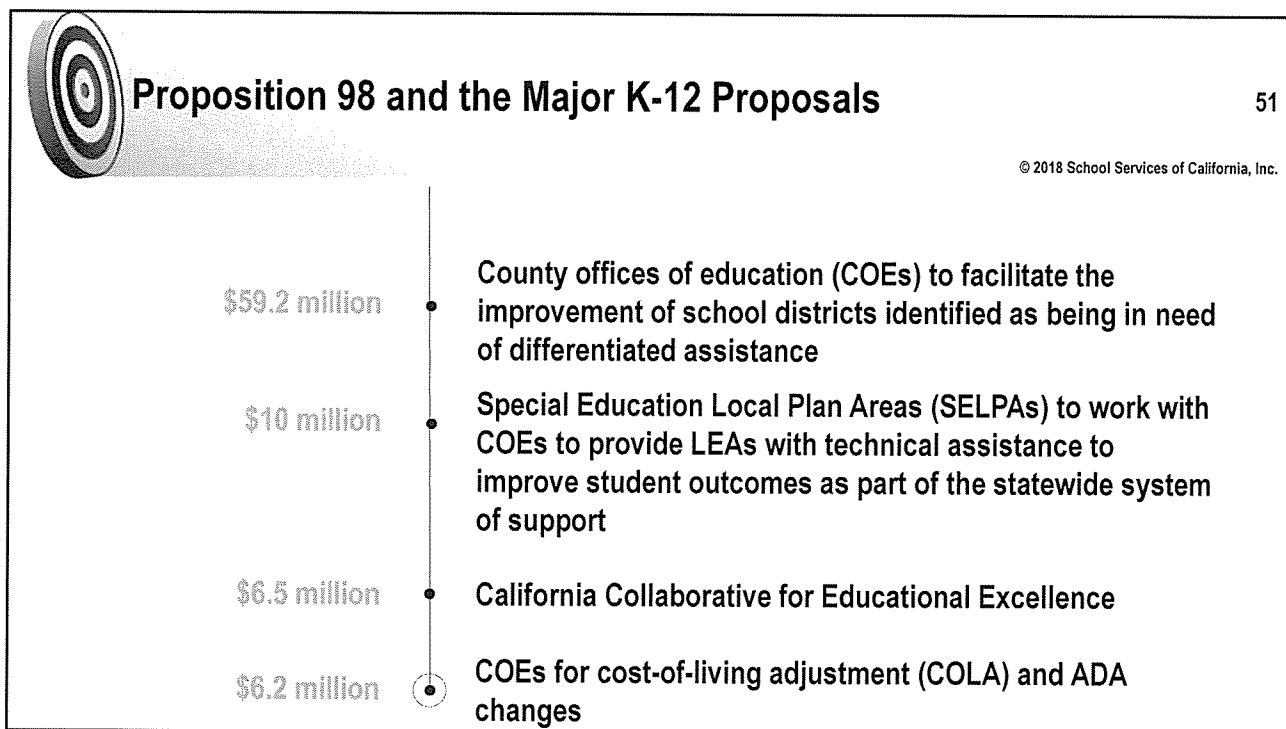 Proposition 98 and the Major K-12 Proposals
51
© 2018 School Services of California, Inc.
$59.2 million
County offices of education (COEs) to facilitate the
improvement of school districts identified as being in need
of differentiated assistance
$10 million
Special Education Local Plan Areas (SELPAs) to work with
COEs to provide LEAs with technical assistance to
improve student outcomes as part of the statewide system
of support
$6.5 million
California Collaborative for Educational Excellence
$6.2 million
COEs for cost-of-living adjustment (COLA) and ADA
changes